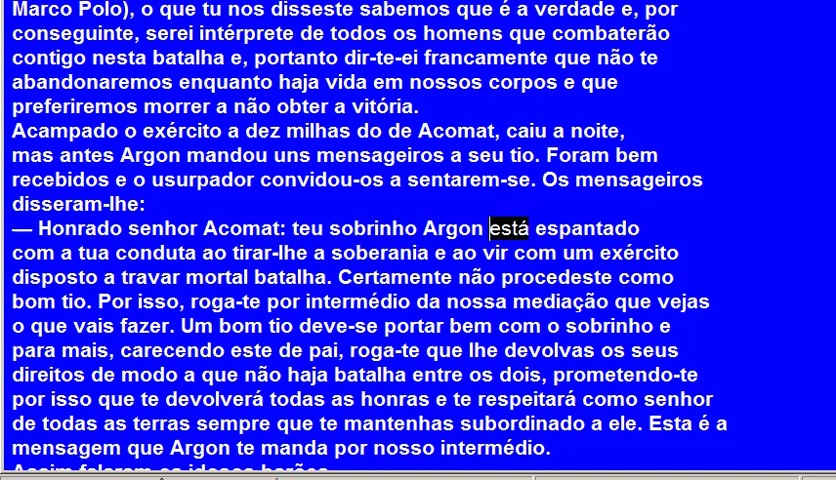 Marco Polo), o que tu nos disseste sabemos que é a verdade e, por
conseguinte, serei intérprete de todos os homens que combaterão
contigo nesta batalha e, portanto dir-te-ei francamente que não te
abandonaremos enquanto haja vida em nossos corpos e que
preferiremos morrer a não obter a vitória.
Acampado o exército a dez milhas do de Acomat, caiu a noite,
mas antes Argon mandou uns mensageiros a seu tio. Foram bem
recebidos e o usurpador convidou-os a sentarem-se. Os mensageiros
disseram-lhe:
— Honrado senhor Acomat: teu sobrinho Argon está espantado
com a tua conduta ao tirar-lhe a soberania e ao vir com um exército
disposto a travar mortal batalha. Certamente não procedeste como
bom tio. Por isso, roga-te por intermédio da nossa mediação que vejas
o que vais fazer. Um bom tio deve-se portar bem com o sobrinho e
para mais, carecendo este de pai, roga-te que lhe devolvas os seus
direitos de modo a que não haja batalha entre os dois, prometendo-te
por isso que te devolverá todas as honras e te respeitará como senhor
de todas as terras sempre que te mantenhas subordinado a ele. Esta é a
mensagem que Argon te manda por nosso intermédio.
Assim falaram os idosos barões